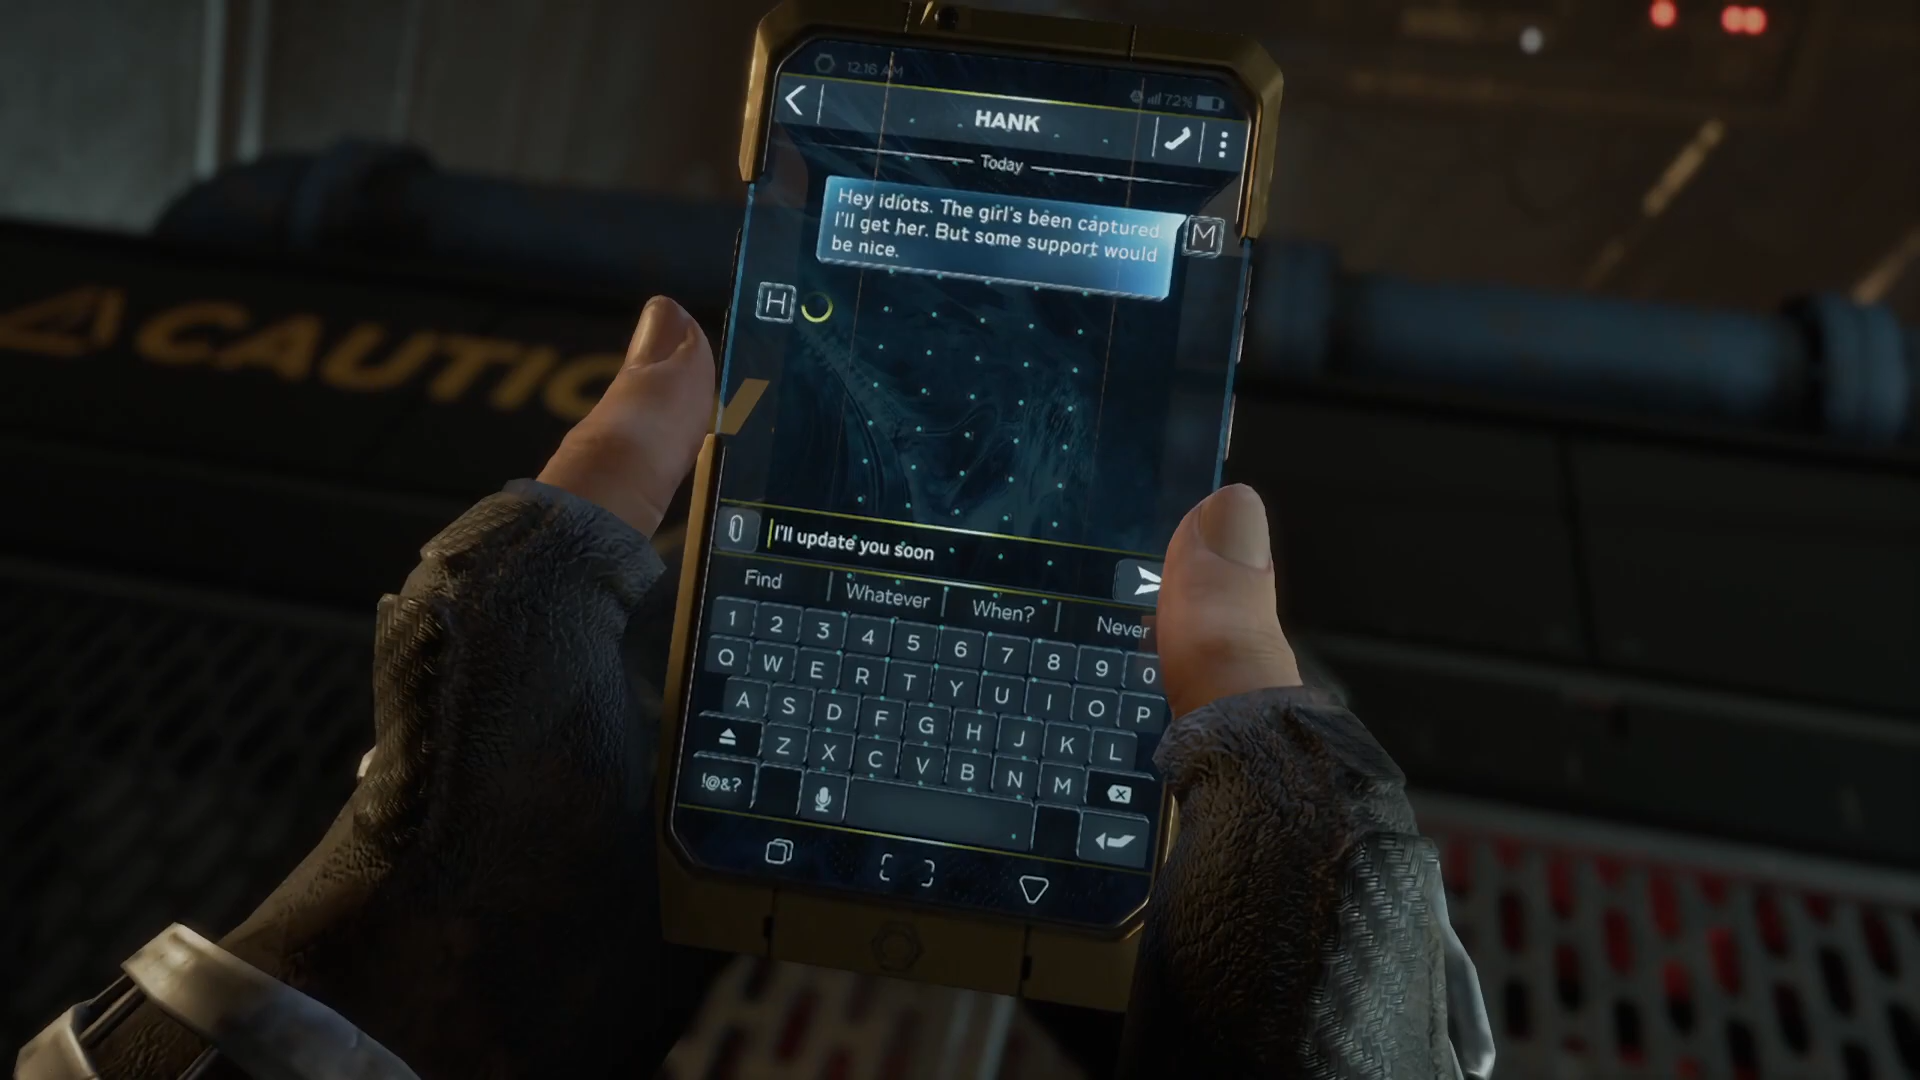 12:16 AM
72%
HANK
Today
Hey idiots. The girl's been captured.
I'll get her. But some support would
be nice.
M
H
CAUTIO
I'll update you soon
Find Whatever When? Never
1 2 3 4 5 6 7 8 9 0
Q W E R T Y U I O P
A S D F G H J K L
Z X C V B N M
!@&?